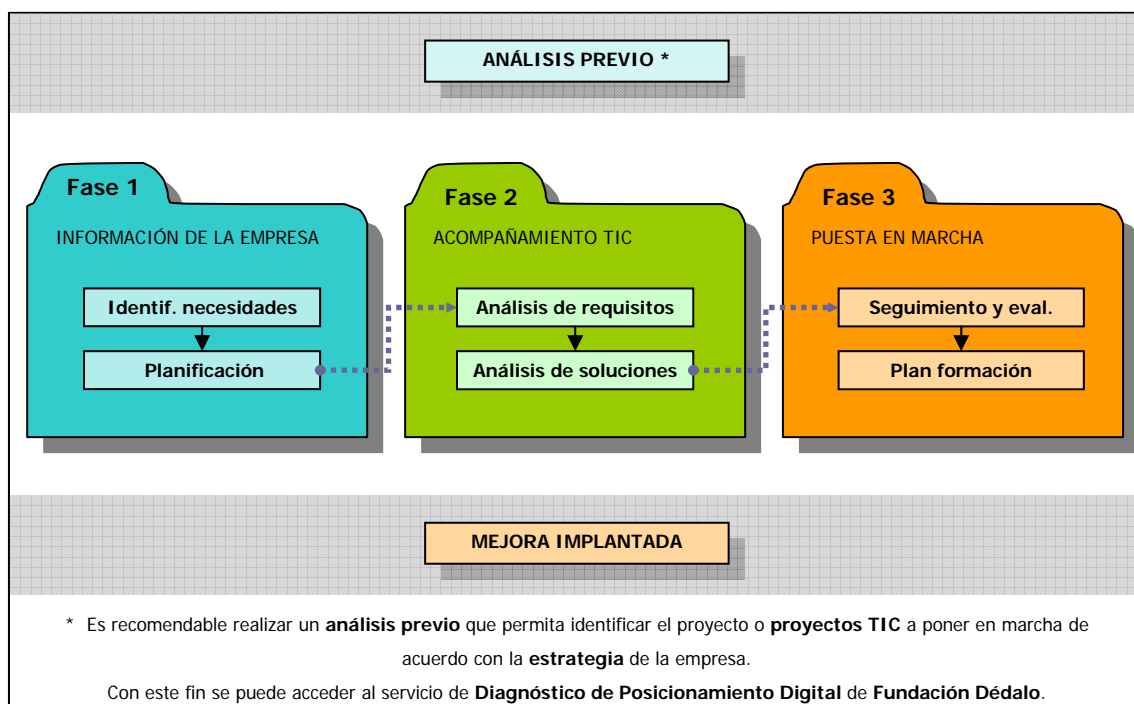 ANÁLISIS PREVIO *
Fase 1
INFORMACIÓN DE LA EMPRESA
Identif. necesidades
Planificación
Fase 2
ACOMPAÑAMIENTO TIC
Análisis de requisitos
Análisis de soluciones
Fase 3
PUESTA EN MARCHA
Seguimiento y eval.
Plan formación
MEJORA IMPLANTADA
* Es recomendable realizar un análisis previo que permita identificar el proyecto o proyectos TIC a poner en marcha de
acuerdo con la estrategia de la empresa.
Con este fin se puede acceder al servicio de Diagnóstico de Posicionamiento Digital de Fundación Dédalo.